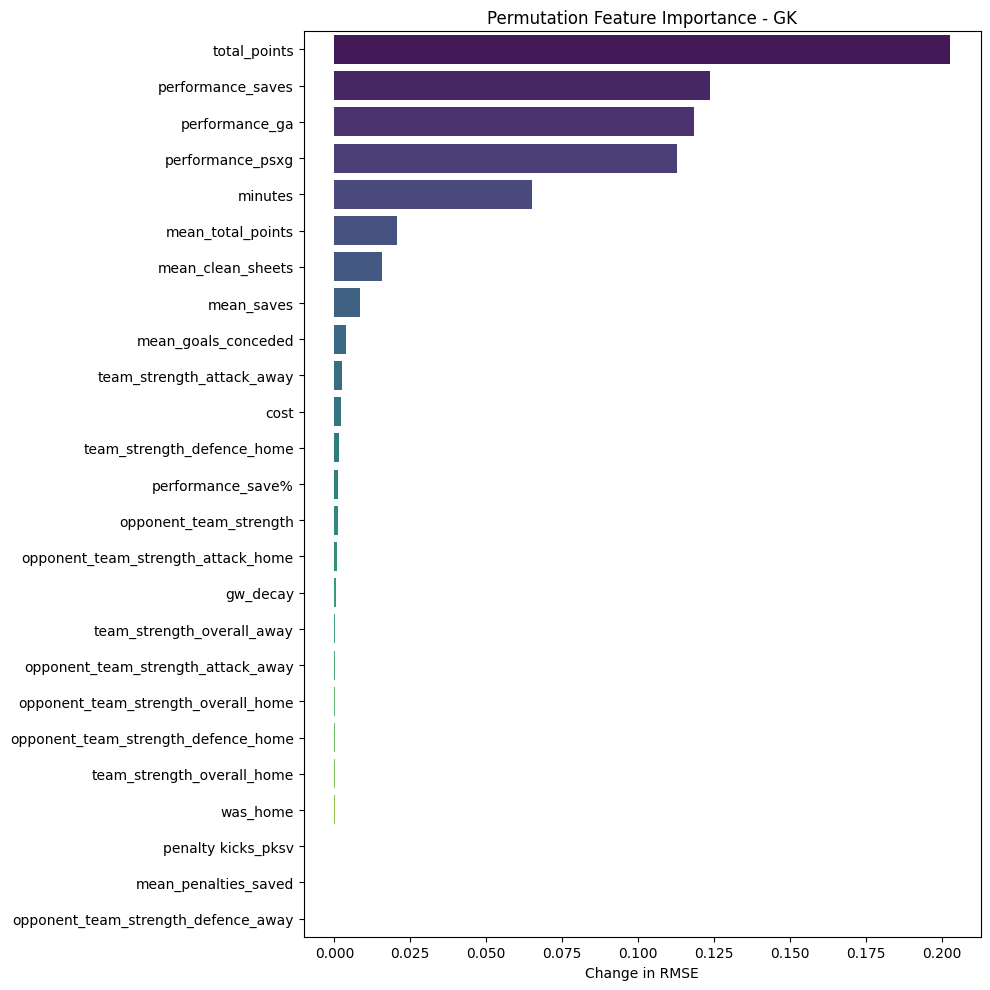 Permutation Feature Importance - GK
total_points
performance_saves
performance_ga
performance_psxg
minutes
mean_total_points
mean_clean_sheets
mean_saves
mean_goals_conceded
team_strength_attack_away
cost
team_strength_defence_home
performance_save%
opponent_team_strength
opponent_team_strength_attack_home
gw_decay
team_strength_overall_away
opponent_team_strength_attack_away
opponent_team_strength_overall_home
opponent_team_strength_defence_home
team_strength_overall_home
was_home
penalty kicks_pksv
mean_penalties_saved
opponent_team_strength_defence_away
0.000 0.025 0.050 0.075 0.100 0.125 0.150 0.175 0.200
Change in RMSE